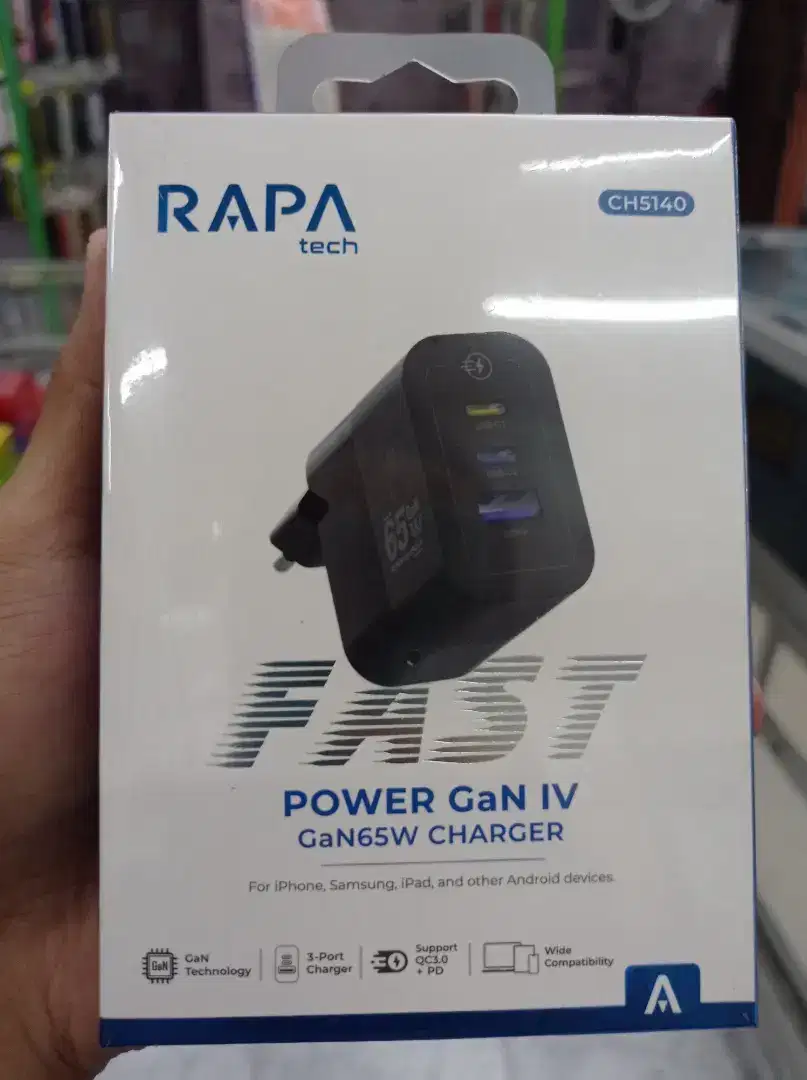 RAPA
tech
CH5140
65
FAST
POWER GaN IV
GaN65W CHARGER
For iPhone, Samsung, iPad, and other Android devices
GaN
GaN
Technology
3-Port
Charger
Support
QC3.0
+ PD
Wide
Compatibility